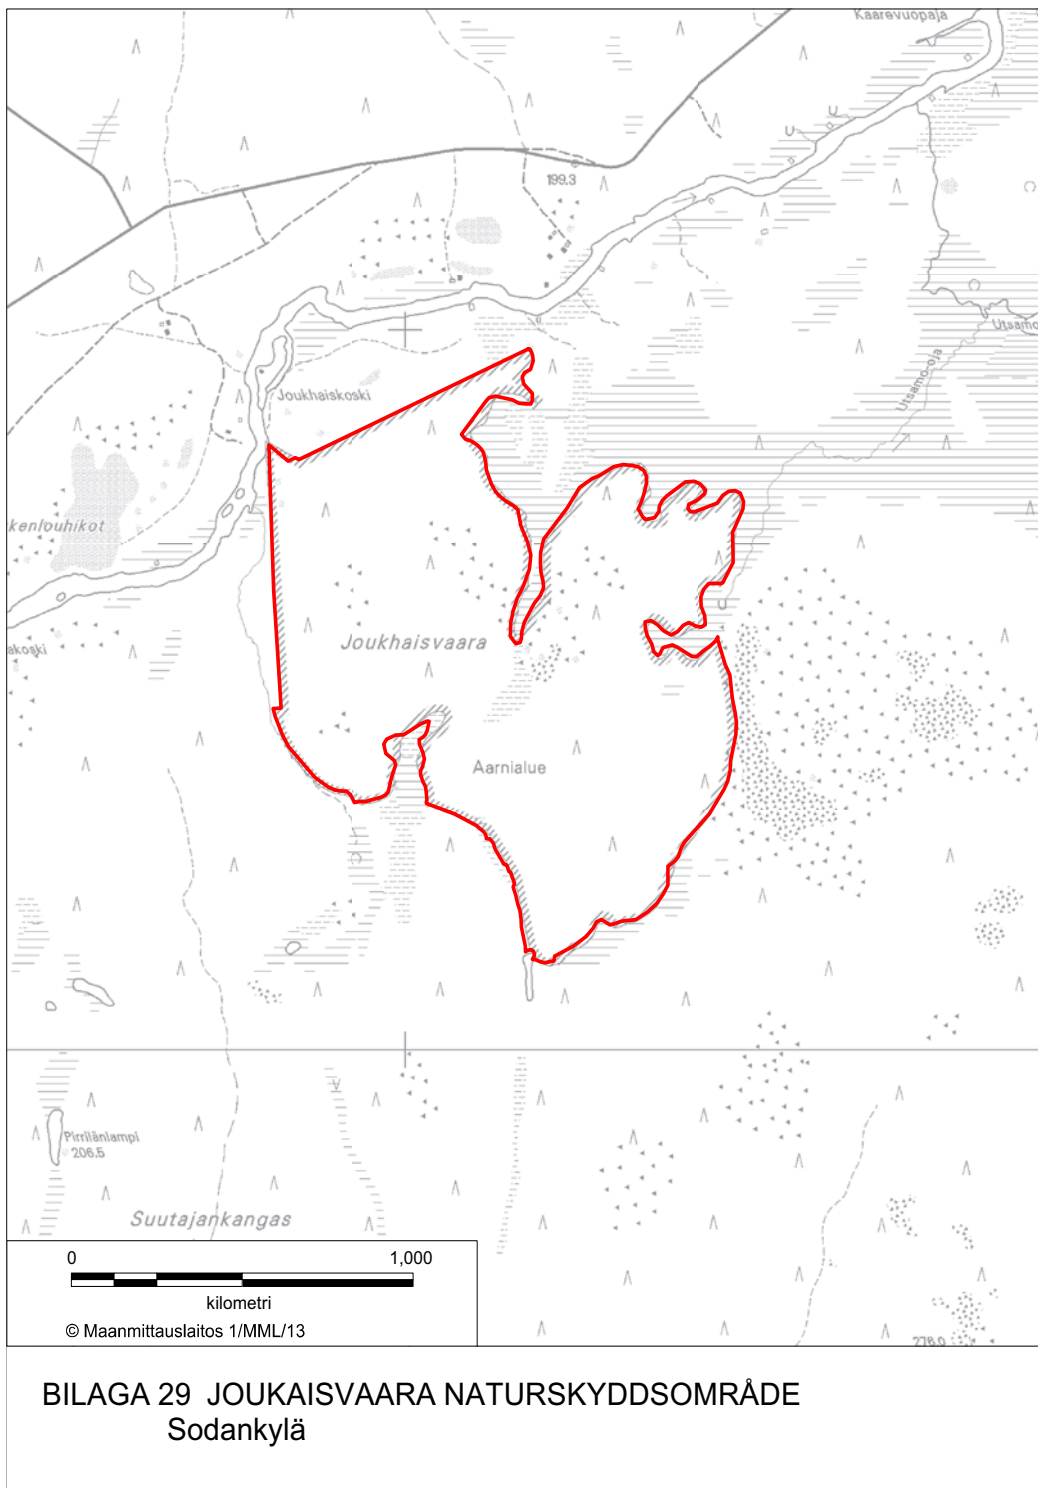 Kaarevuopaja
199.3
Utsamo
Utsamo-oja
Joukhaiskoski
kenlouhikot
akoski
Joukhaisvaara
Aarnialue
Pirrilänlampi
206.5
Suutajankangas
276.0
0 1,000
kilometri
© Maanmittauslaitos 1/MML/13
BILAGA 29 JOUKAISVAARA NATURSKYDDSOMRÅDE
Sodankylä